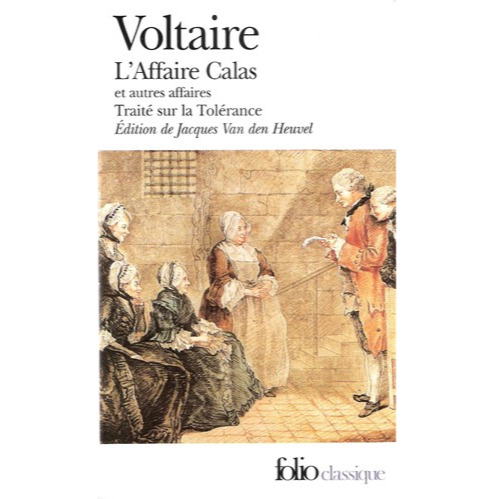 Voltaire
L'Affaire Calas
et autres affaires
Traité sur la Tolérance
Édition de Jacques Van den Heuvel
folio classique